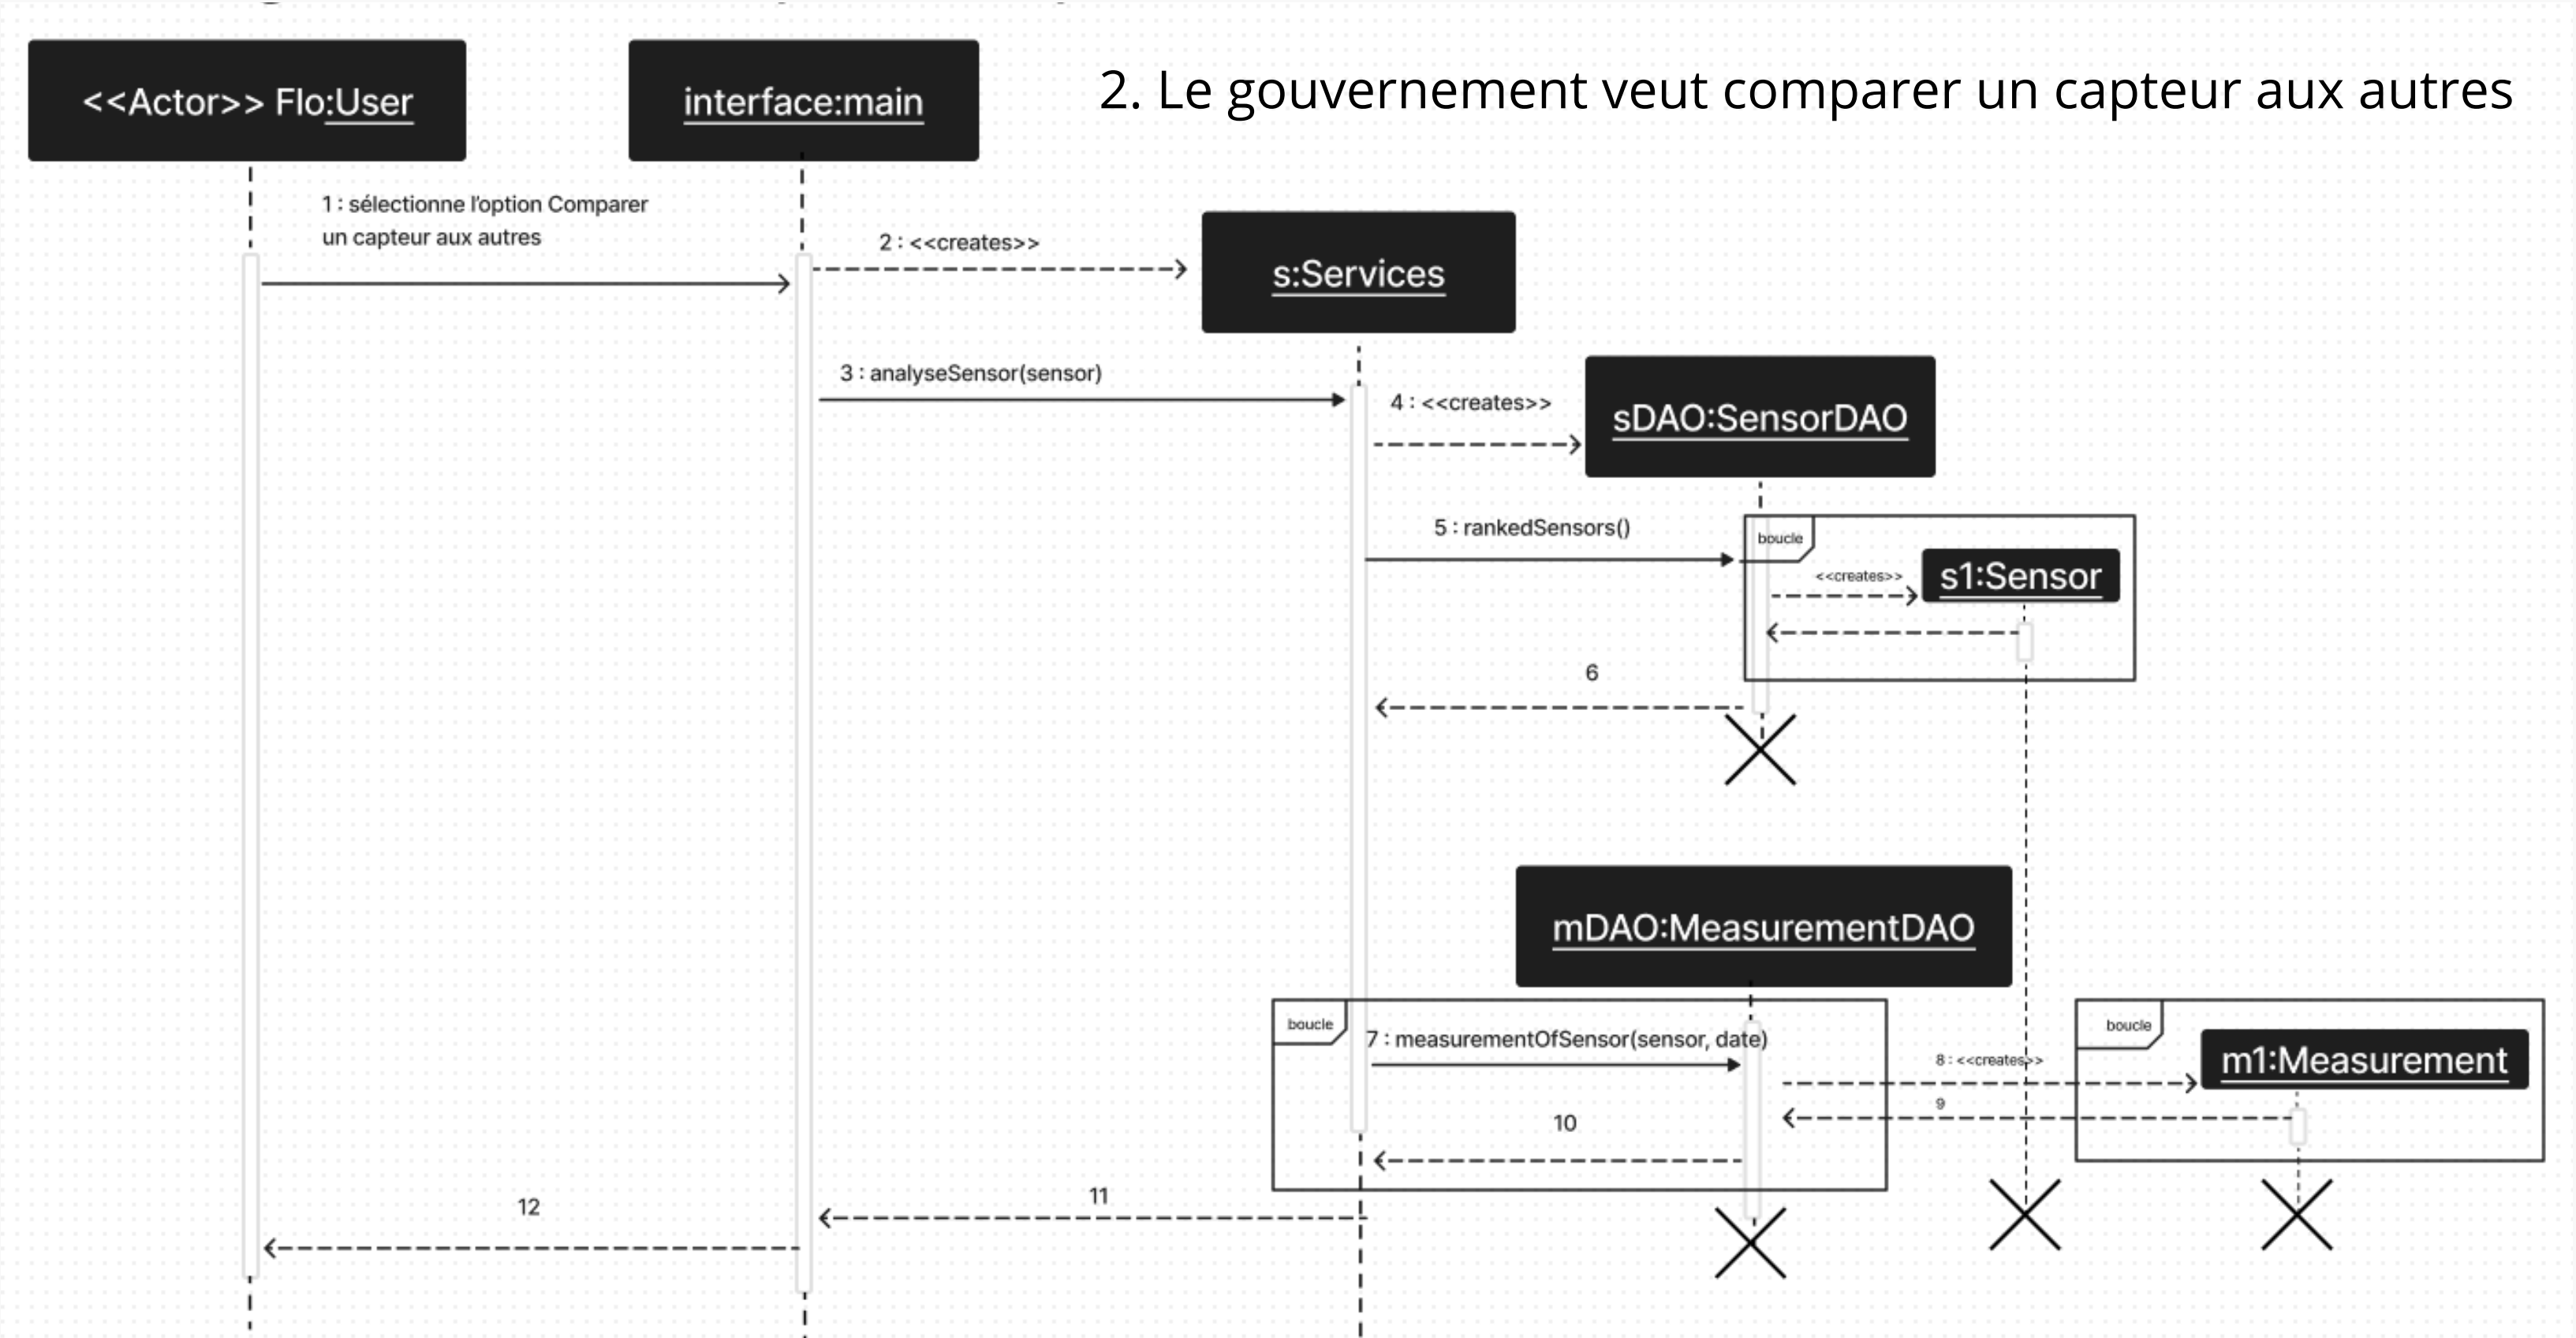 <<Actor>> Flo:User
interface:main
2. Le gouvernement veut comparer un capteur aux autres
1 : sélectionne l'option Comparer
un capteur aux autres
2 : <<creates>>
s:Services
3 : analyseSensor(sensor)
4 : <<creates>>
sDAO:SensorDAO
5 : rankedSensors()
boucle
<<creates>>
s1:Sensor
6
mDAO:MeasurementDAO
boucle
7 : measurementOfSensor(sensor, date)
8 : <<creates>>
boucle
m1:Measurement
9
10
11
12